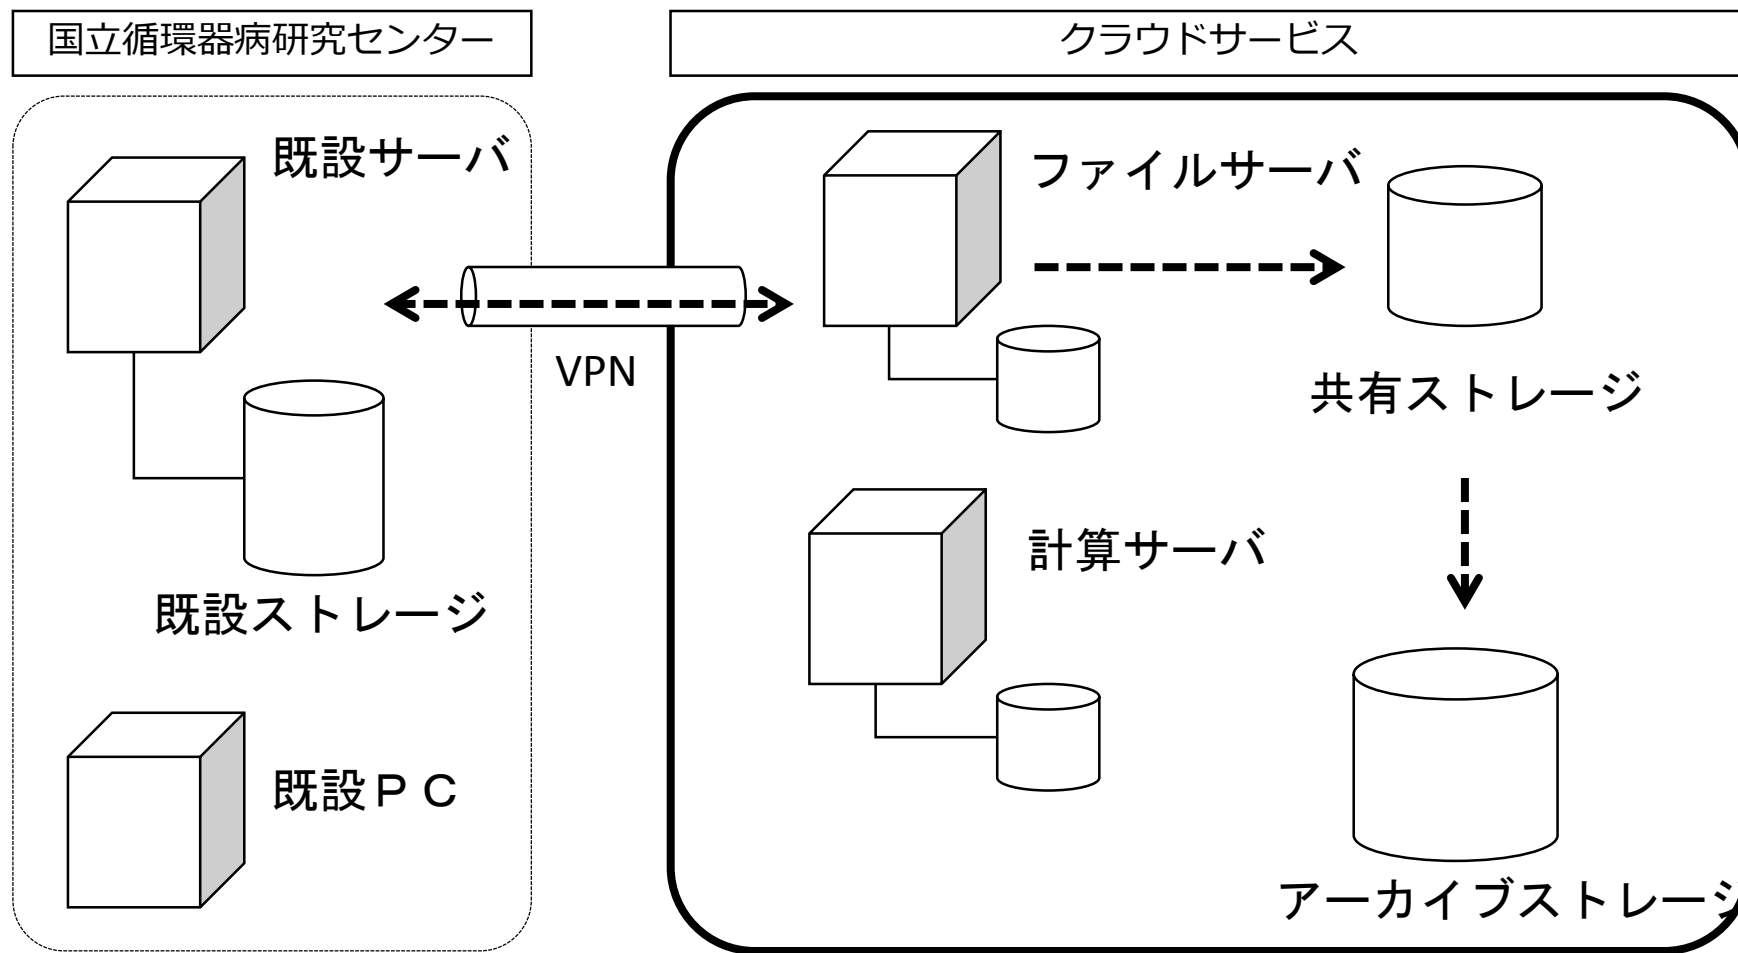 国立循環器病研究センター
クラウドサービス
既設サーバ
既設ストレージ
既設ＰＣ
VPN
ファイルサーバ
共有ストレージ
計算サーバ
アーカイブストレージ